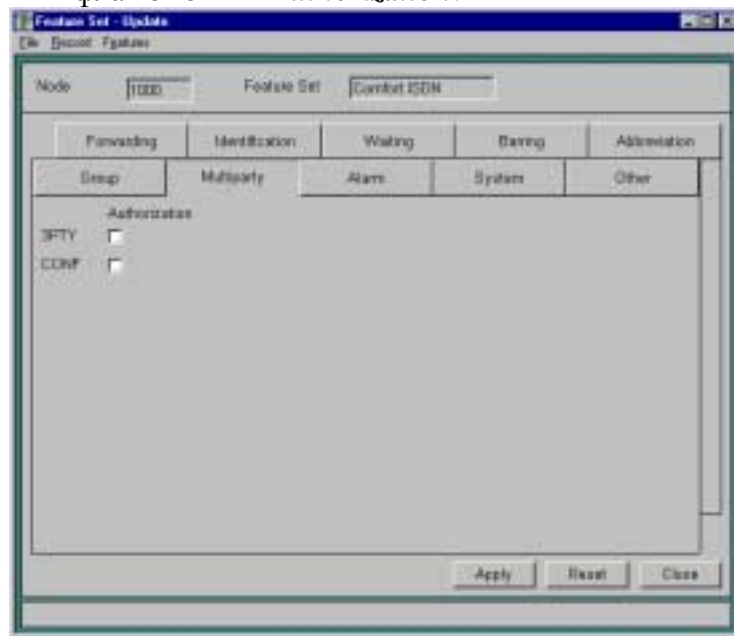 Feature Set - Update
File Record Features
Node 1000 Feature Set Comfort ISDN
Forwarding Identification Waiting Barring Abbreviation
Group Multiparty Alarm System Other
Authorization
3PTY
CONF
Apply Reset Close